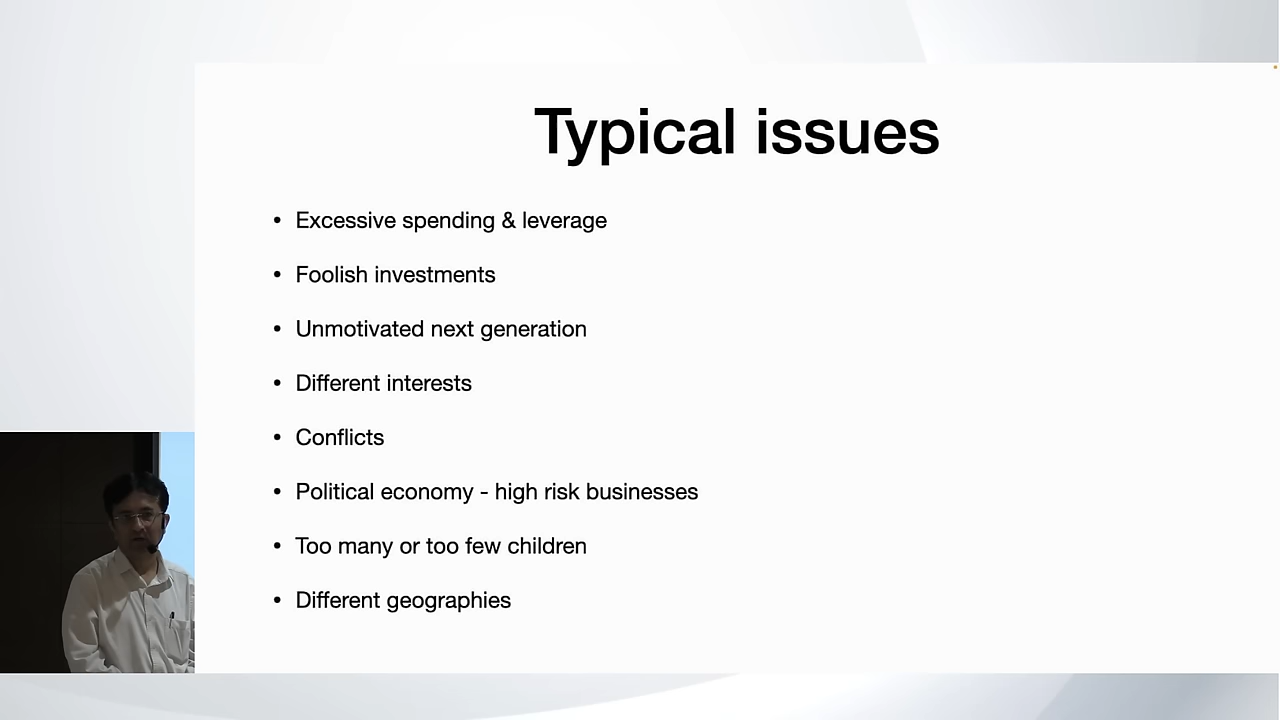 Typical issues
• Excessive spending & leverage
• Foolish investments
• Unmotivated next generation
• Different interests
• Conflicts
• Political economy - high risk businesses
• Too many or too few children
• Different geographies